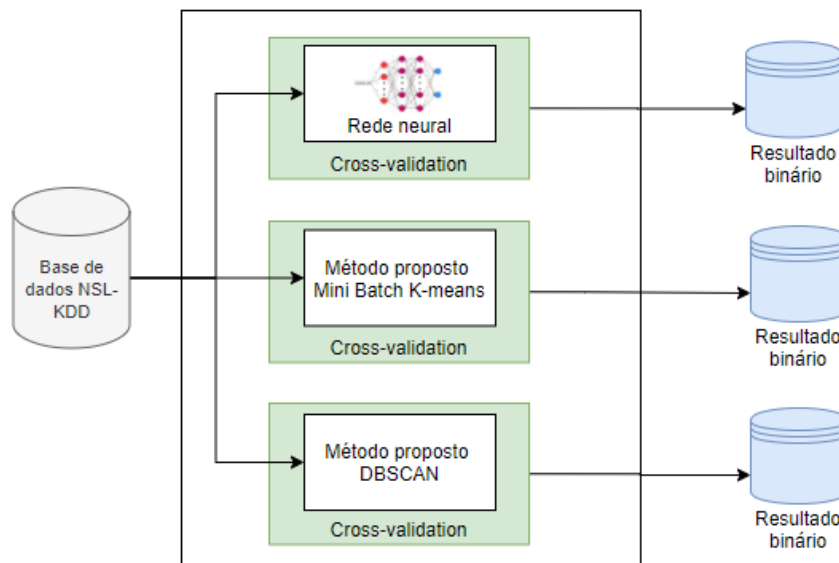 Rede neural
Cross-validation
Resultado
binário
Base de
dados NSL-
KDD
Método proposto
Mini Batch K-means
Cross-validation
Resultado
binário
Método proposto
DBSCAN
Cross-validation
Resultado
binário